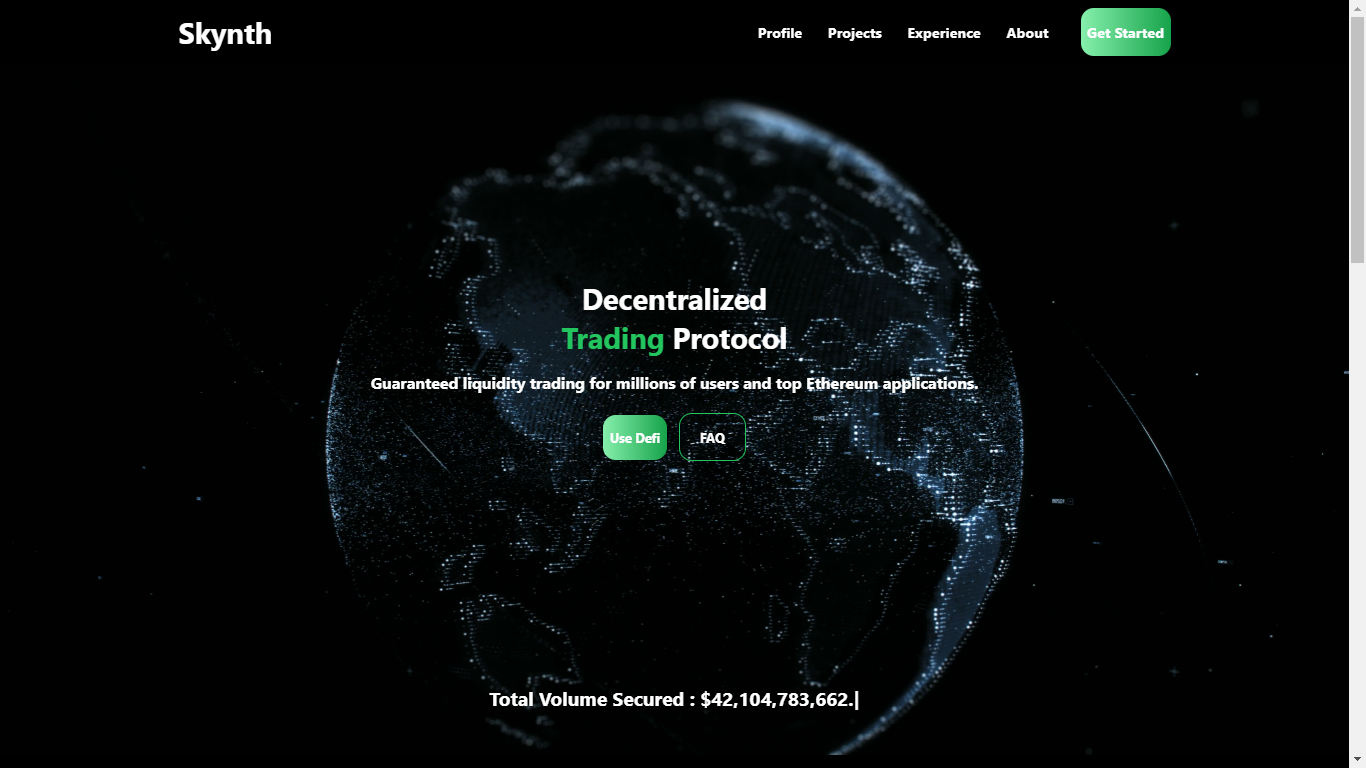 Skynth
Profile Projects Experience About Get Started
Decentralized
Trading Protocol
Guaranteed liquidity trading for millions of users and top Ethereum applications.
Use Defi FAQ
Total Volume Secured : $42,104,783,662.|